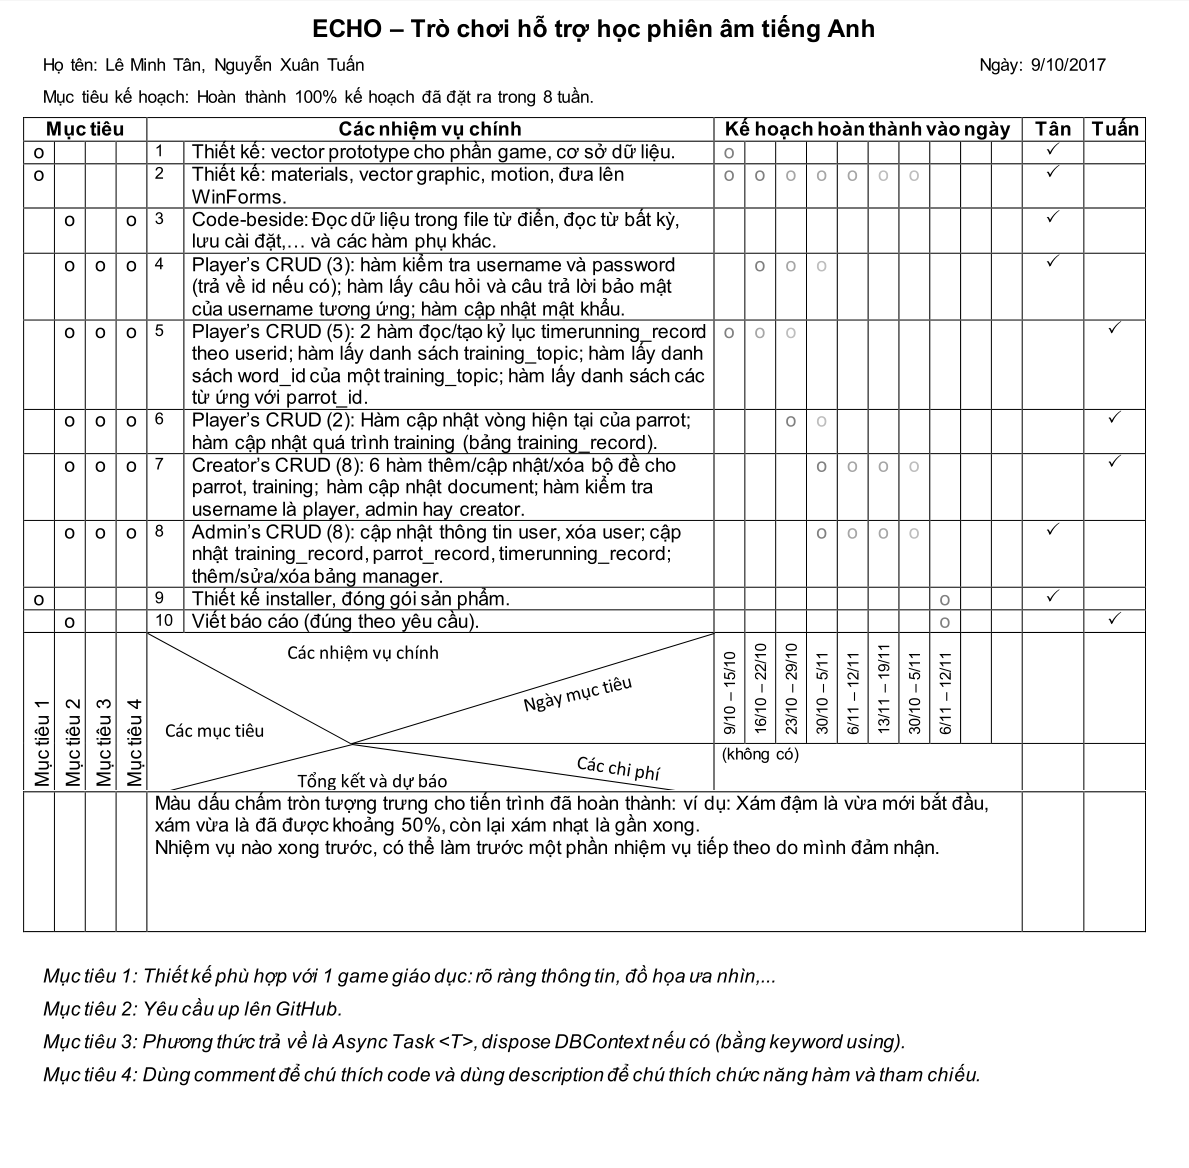 ECHO – Trò chơi hỗ trợ học phiên âm tiếng Anh
Họ tên: Lê Minh Tân, Nguyễn Xuân Tuấn Ngày: 9/10/2017
Mục tiêu kế hoạch: Hoàn thành 100% kế hoạch đã đặt ra trong 8 tuần.
Mục tiêu Các nhiệm vụ chính Kế hoạch hoàn thành vào ngày Tân Tuấn
o 1 Thiết kế: vector prototype cho phần game, cơ sở dữ liệu. o ✓
o 2 Thiết kế: materials, vector graphic, motion, đưa lên o o o o o o o ✓
WinForms.
o o 3 Code-beside: Đọc dữ liệu trong file từ điển, đọc từ bất kỳ, ✓
lưu cài đặt,… và các hàm phụ khác.
o o o 4 Player’s CRUD (3): hàm kiểm tra username và password o o o ✓
(trả về id nếu có); hàm lấy câu hỏi và câu trả lời bảo mật
của username tương ứng; hàm cập nhật mật khẩu.
o o o 5 Player’s CRUD (5): 2 hàm đọc/tạo kỷ lục timerunning_record o o o ✓
theo userid; hàm lấy danh sách training_topic; hàm lấy danh
sách word_id của một training_topic; hàm lấy danh sách các
từ ứng với parrot_id.
o o o 6 Player’s CRUD (2): Hàm cập nhật vòng hiện tại của parrot; o o ✓
hàm cập nhật quá trình training (bảng training_record).
o o o 7 Creator’s CRUD (8): 6 hàm thêm/cập nhật/xóa bộ đề cho o o o o ✓
parrot, training; hàm cập nhật document; hàm kiểm tra
username là player, admin hay creator.
o o o 8 Admin’s CRUD (8): cập nhật thông tin user, xóa user; cập o o o o ✓
nhật training_record, parrot_record, timerunning_record;
thêm/sửa/xóa bảng manager.
o 9 Thiết kế installer, đóng gói sản phẩm. o ✓
o 10 Viết báo cáo (đúng theo yêu cầu). o ✓
Mục tiêu 1
Mục tiêu 2
Mục tiêu 3
Mục tiêu 4
Các nhiệm vụ chính
Ngày mục tiêu
Các mục tiêu
Tổng kết và dự báo
Các chi phí
9/10 – 15/10
16/10 – 22/10
23/10 – 29/10
30/10 – 5/11
6/11 – 12/11
13/11 – 19/11
30/10 – 5/11
6/11 – 12/11
(không có)
Màu dấu chấm tròn tượng trưng cho tiến trình đã hoàn thành: ví dụ: Xám đậm là vừa mới bắt đầu,
xám vừa là đã được khoảng 50%, còn lại xám nhạt là gần xong.
Nhiệm vụ nào xong trước, có thể làm trước một phần nhiệm vụ tiếp theo do mình đảm nhận.
Mục tiêu 1: Thiết kế phù hợp với 1 game giáo dục: rõ ràng thông tin, đồ họa ưa nhìn,...
Mục tiêu 2: Yêu cầu up lên GitHub.
Mục tiêu 3: Phương thức trả về là Async Task <T>, dispose DBContext nếu có (bằng keyword using).
Mục tiêu 4: Dùng comment để chú thích code và dùng description để chú thích chức năng hàm và tham chiếu.